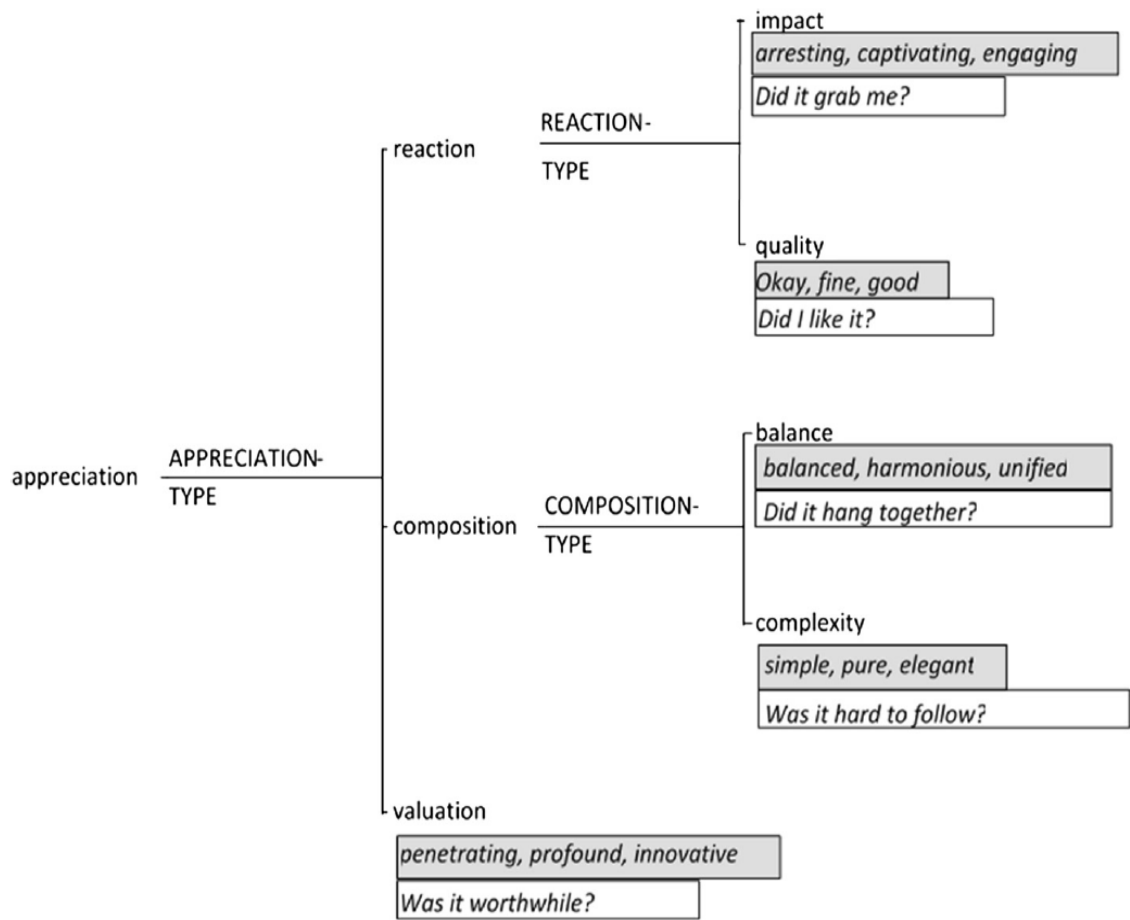 impact
arresting, captivating, engaging
Did it grab me?
REACTION-
TYPE
reaction
quality
Okay, fine, good
Did I like it?
appreciation
APPRECIATION-
TYPE
balance
balanced, harmonious, unified
Did it hang together?
composition
COMPOSITION-
TYPE
complexity
simple, pure, elegant
Was it hard to follow?
valuation
penetrating, profound, innovative
Was it worthwhile?